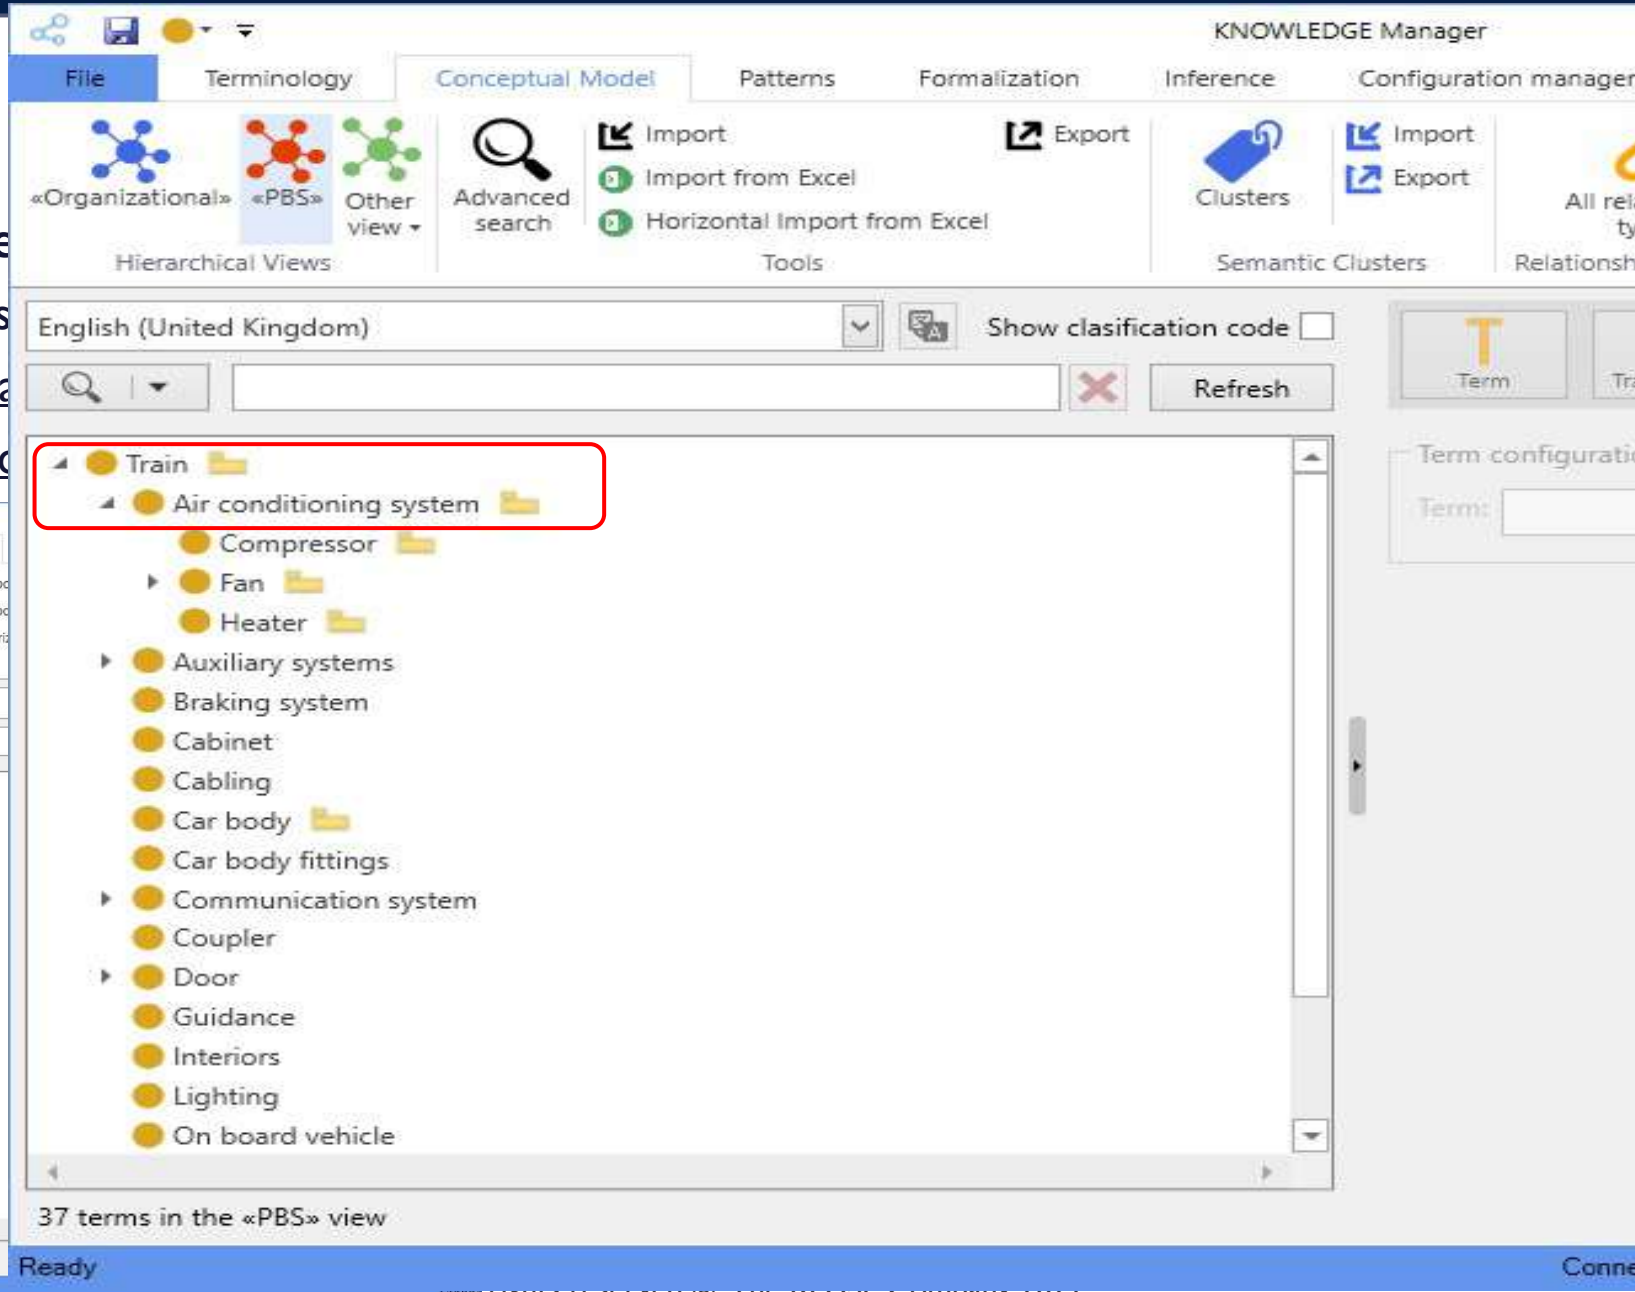 KNOWLEDGE Manager
File Terminology Conceptual Model Patterns Formalization Inference Configuration manager
Import Export Import
Import from Excel Export
«Organizational» «PBS» Other view Advanced search Horizontal Import from Excel Clusters All
Hierarchical Views Tools Semantic Clusters
English (United Kingdom) Show clasification code
Refresh Term
Term:
Train
Air conditioning system
Compressor
Fan
Heater
Auxiliary systems
Braking system
Cabinet
Cabling
Car body
Car body fittings
Communication system
Coupler
Door
Guidance
Interiors
Lighting
On board vehicle
37 terms in the «PBS» view
Ready